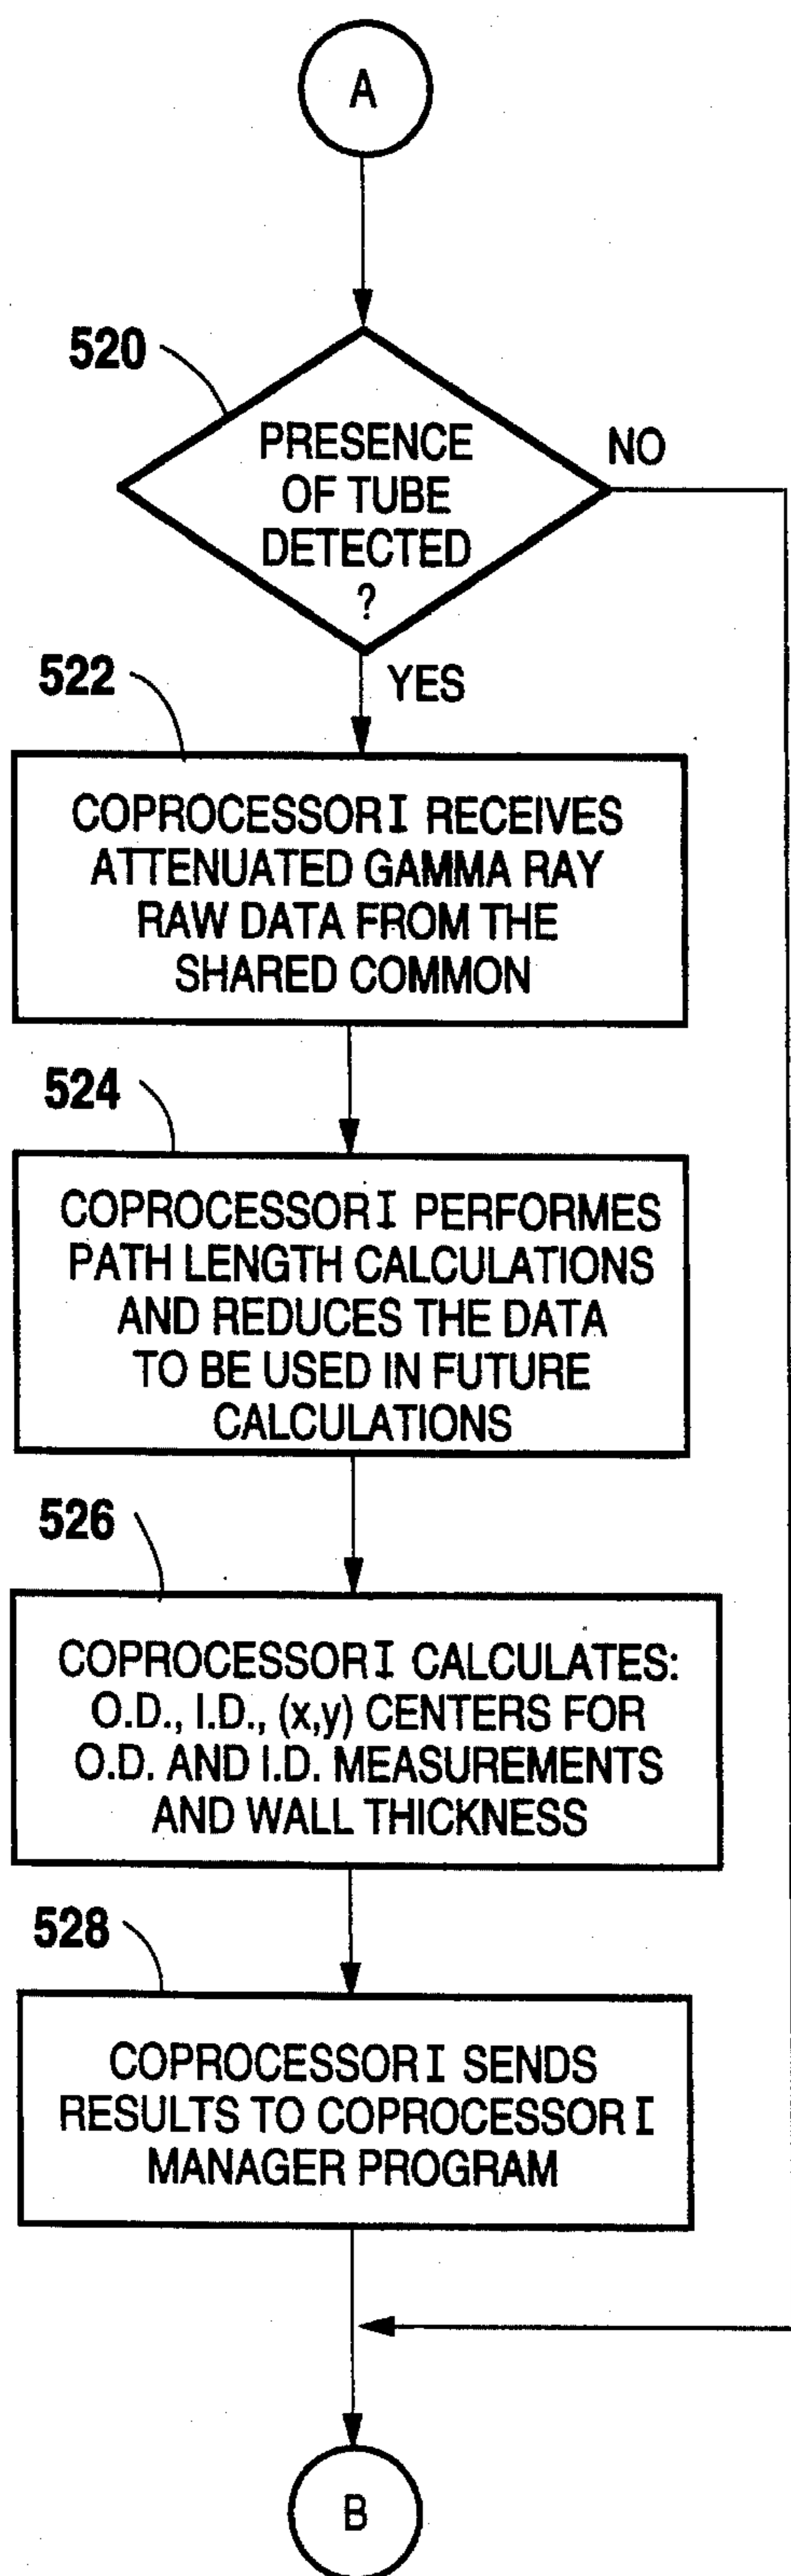 A
520
PRESENCE
OF TUBE
DETECTED
?
NO
YES
522
COPROCESSOR I RECEIVES
ATTENUATED GAMMA RAY
RAW DATA FROM THE
SHARED COMMON
524
COPROCESSOR I PERFORMES
PATH LENGTH CALCULATIONS
AND REDUCES THE DATA
TO BE USED IN FUTURE
CALCULATIONS
526
COPROCESSOR I CALCULATES:
O.D., I.D., (x,y) CENTERS FOR
O.D. AND I.D. MEASUREMENTS
AND WALL THICKNESS
528
COPROCESSOR I SENDS
RESULTS TO COPROCESSOR I
MANAGER PROGRAM
B